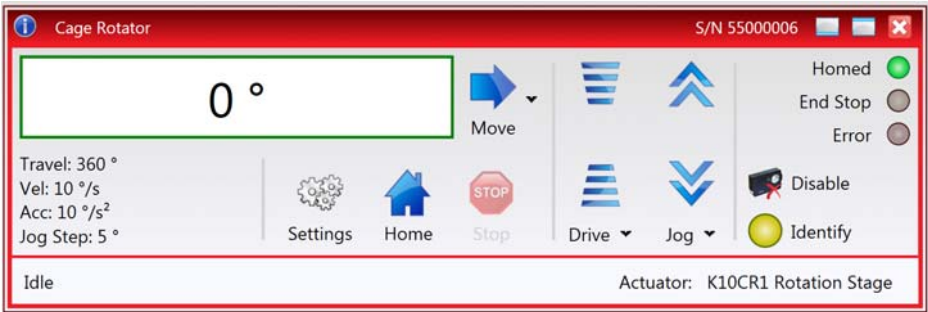 Cage Rotator
S/N 55000006
0 °
Move
Homed
End Stop
Error
Travel: 360 °
Vel: 10 °/s
Acc: 10 °/s²
Jog Step: 5 °
Settings
Home
STOP
Stop
Drive
Jog
Disable
Identify
Idle
Actuator: K10CR1 Rotation Stage